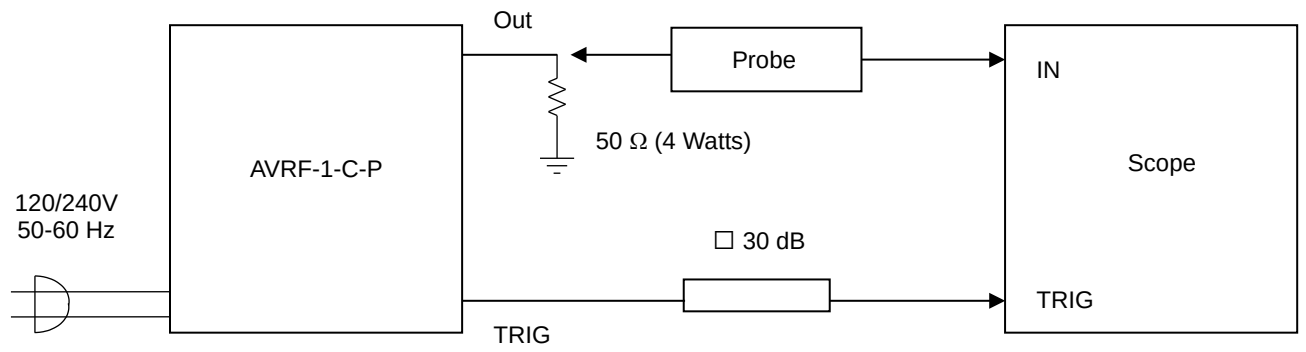 Out
Probe
IN
50 Ω (4 Watts)
AVRF-1-C-P
Scope
120/240V
50-60 Hz
□ 30 dB
TRIG
TRIG